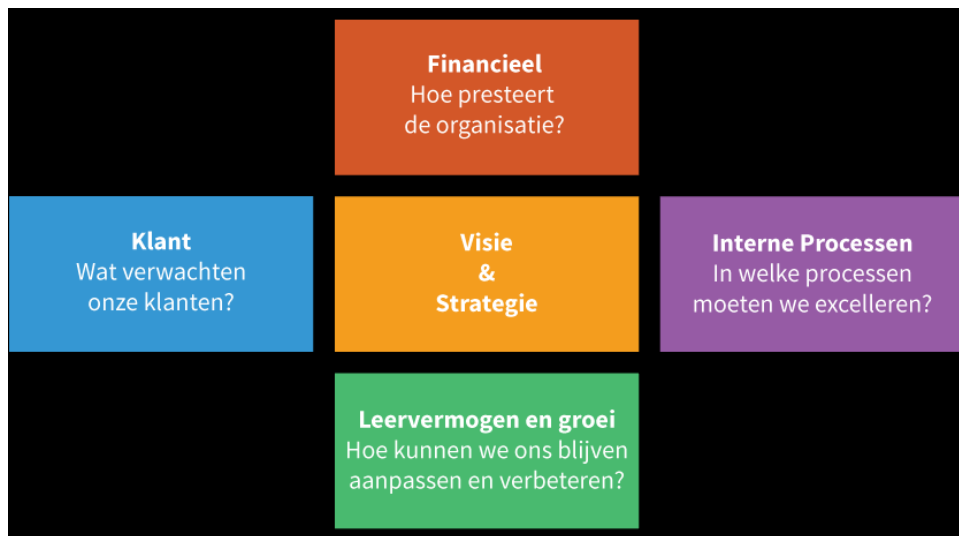 Financieel
Hoe presteert
de organisatie?
Klant
Wat verwachten
onze klanten?
Visie
&
Strategie
Interne Processen
In welke processen
moeten we excelleren?
Leervermogen en groei
Hoe kunnen we ons blijven
aanpassen en verbeteren?